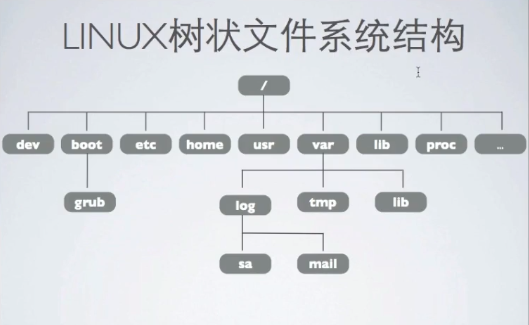 LINUX树状文件系统结构
/
dev boot etc home usr var lib proc ...
grub log tmp lib
sa mail